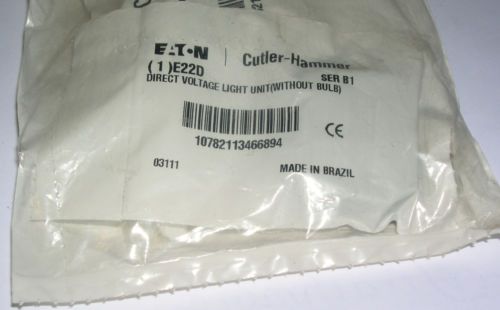 EATON | Cutler-Hammer
(1)E22D SER B1
DIRECT VOLTAGE LIGHT UNIT(WITHOUT BULB)
CE
10782113466894
03111 MADE IN BRAZIL